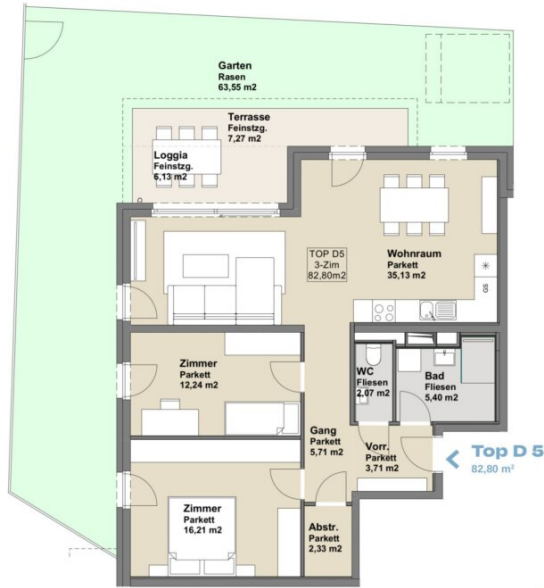 Garten
Rasen
63,55 m2
Terrasse
Feinstzg.
7,27 m2
Loggia
Feinstzg.
6,13 m2
TOP D5
3-Zim
82,80m2
Wohnraum
Parkett
35,13 m2
GS
Zimmer
Parkett
12,24 m2
WC
Fliesen
2,07 m2
Bad
Fliesen
5,40 m2
Gang
Parkett
5,71 m2
Vorr.
Parkett
3,71 m2
Top D 5
82,80 m²
Zimmer
Parkett
16,21 m2
Abstr.
Parkett
2,33 m2